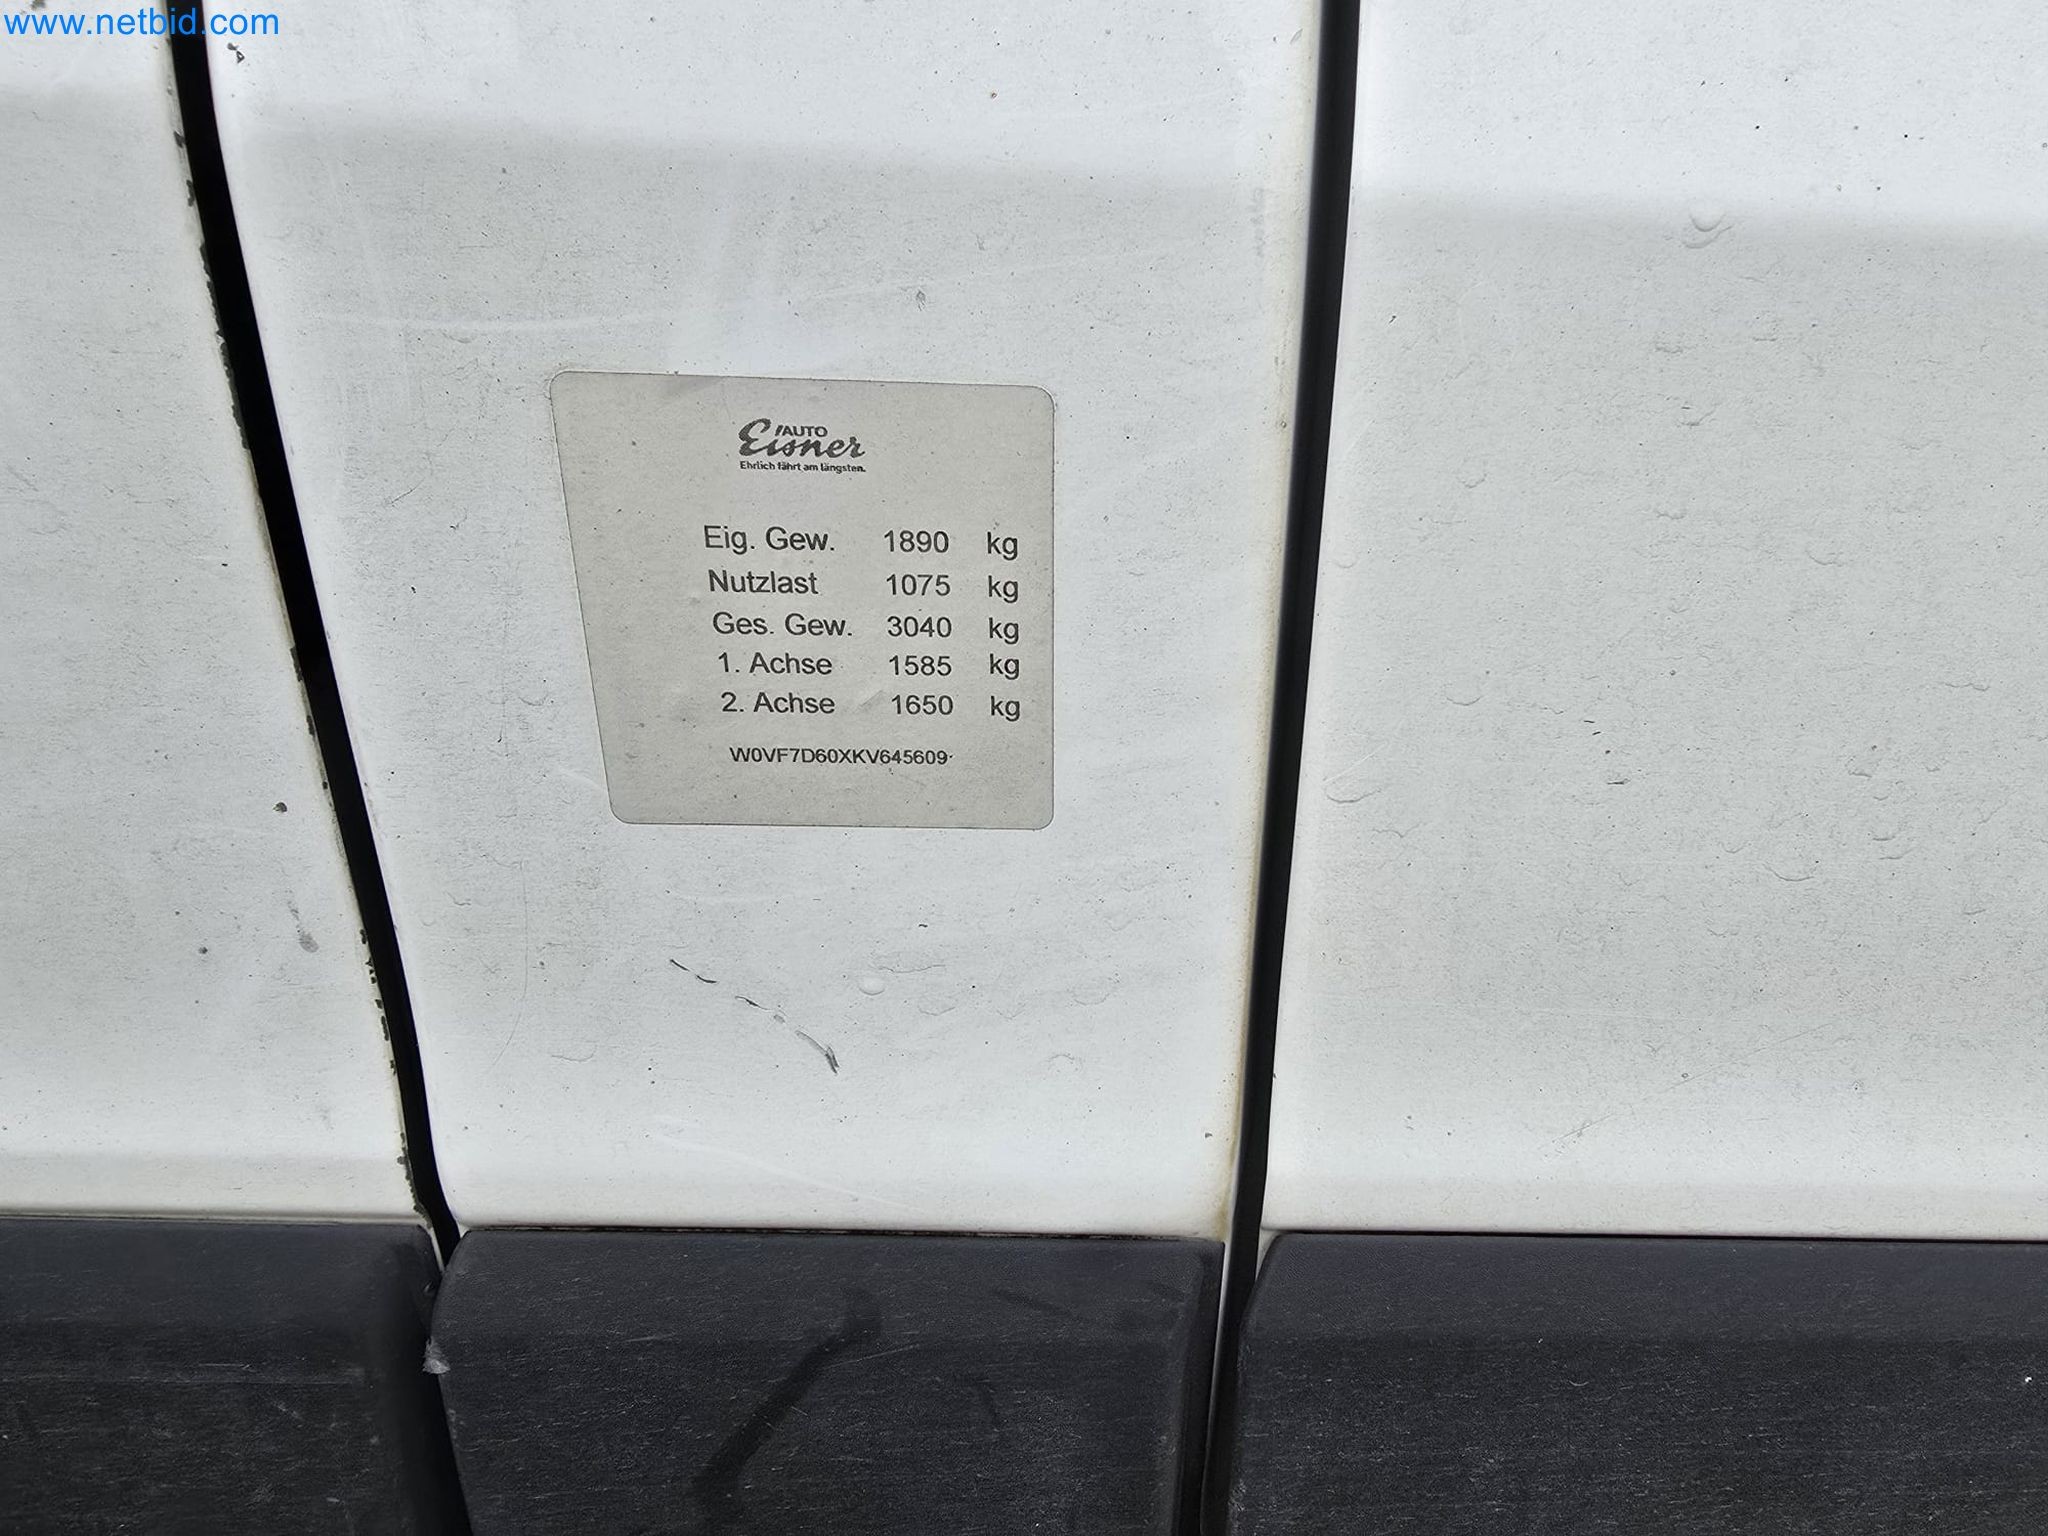 www.netbid.com
AUTO
Eisner
Ehrlich fährt am längsten.
Eig. Gew. 1890 kg
Nutzlast 1075 kg
Ges. Gew. 3040 kg
1. Achse 1585 kg
2. Achse 1650 kg
W0VF7D60XKV645609